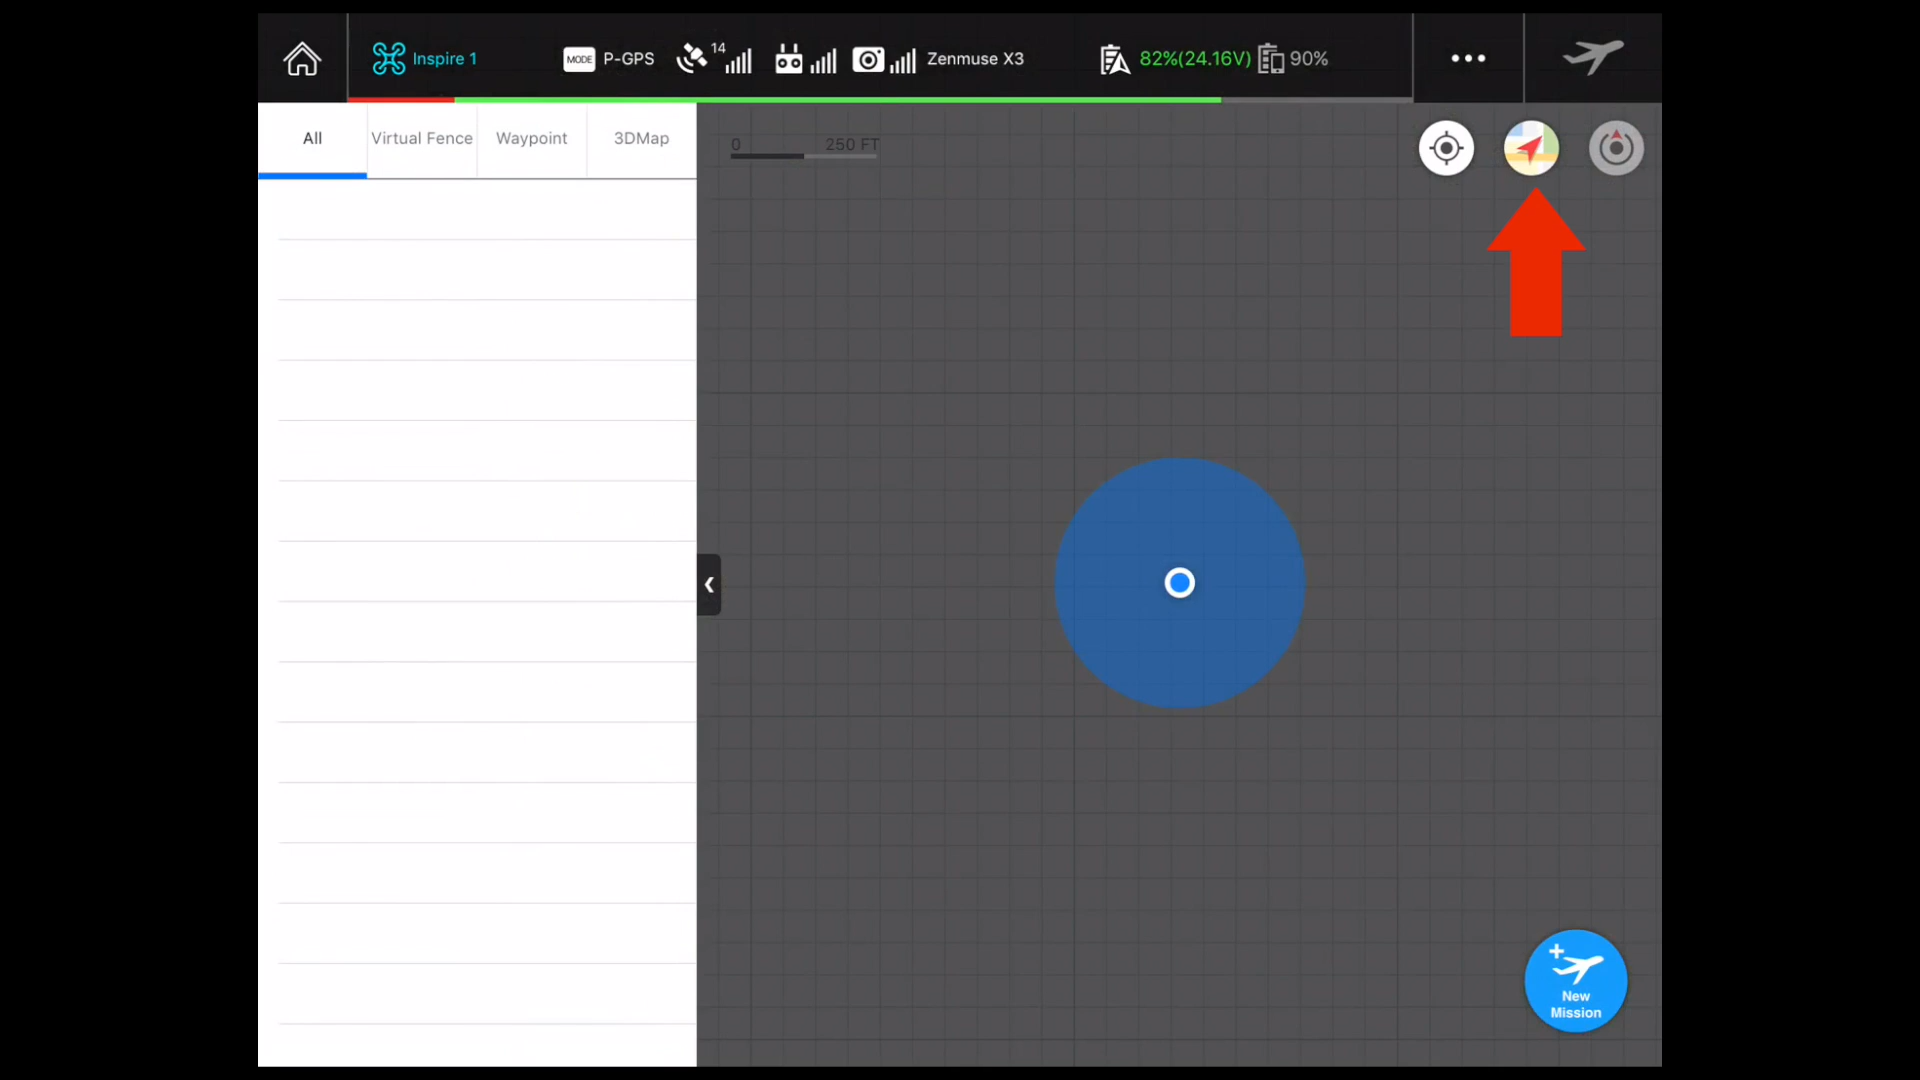 Inspire 1
MODE P-GPS
14
Zenmuse X3
82%(24.16V)
90%
All
Virtual Fence
Waypoint
3DMap
0 250 FT
New
Mission